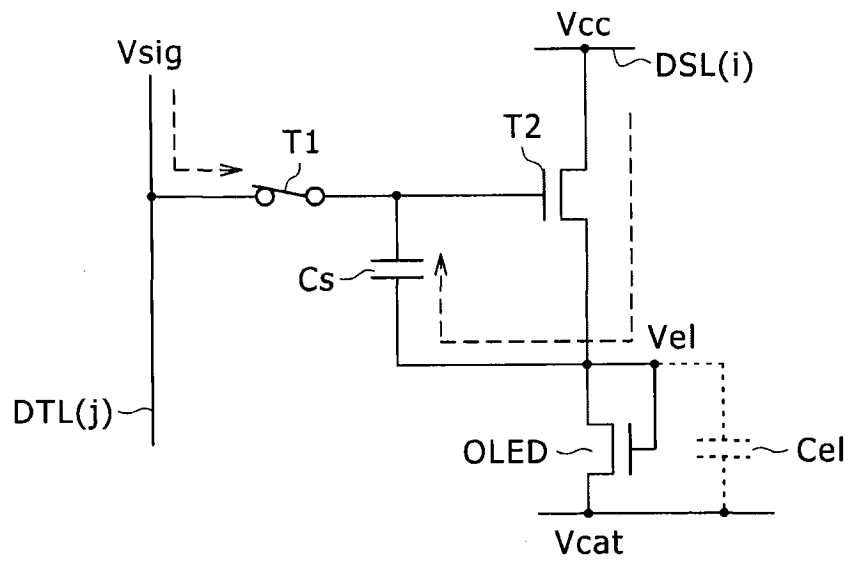 Vcc
Vsig
DSL(i)
T1
T2
Cs
Vel
DTL(j)
OLED
Cel
Vcat